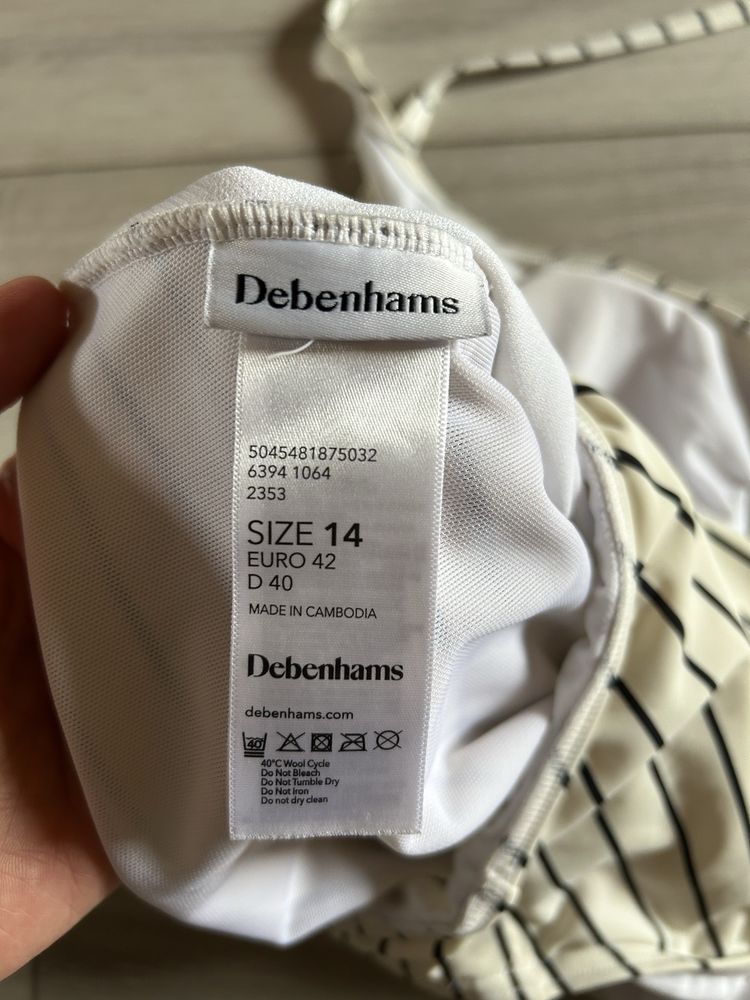 Debenhams
5045481875032
6394 1064
2353
SIZE 14
EURO 42
D 40
MADE IN CAMBODIA
Debenhams
debenhams.com
40°
40°C Wool Cycle
Do Not Bleach
Do Not Tumble Dry
Do Not Iron
Do not dry clean